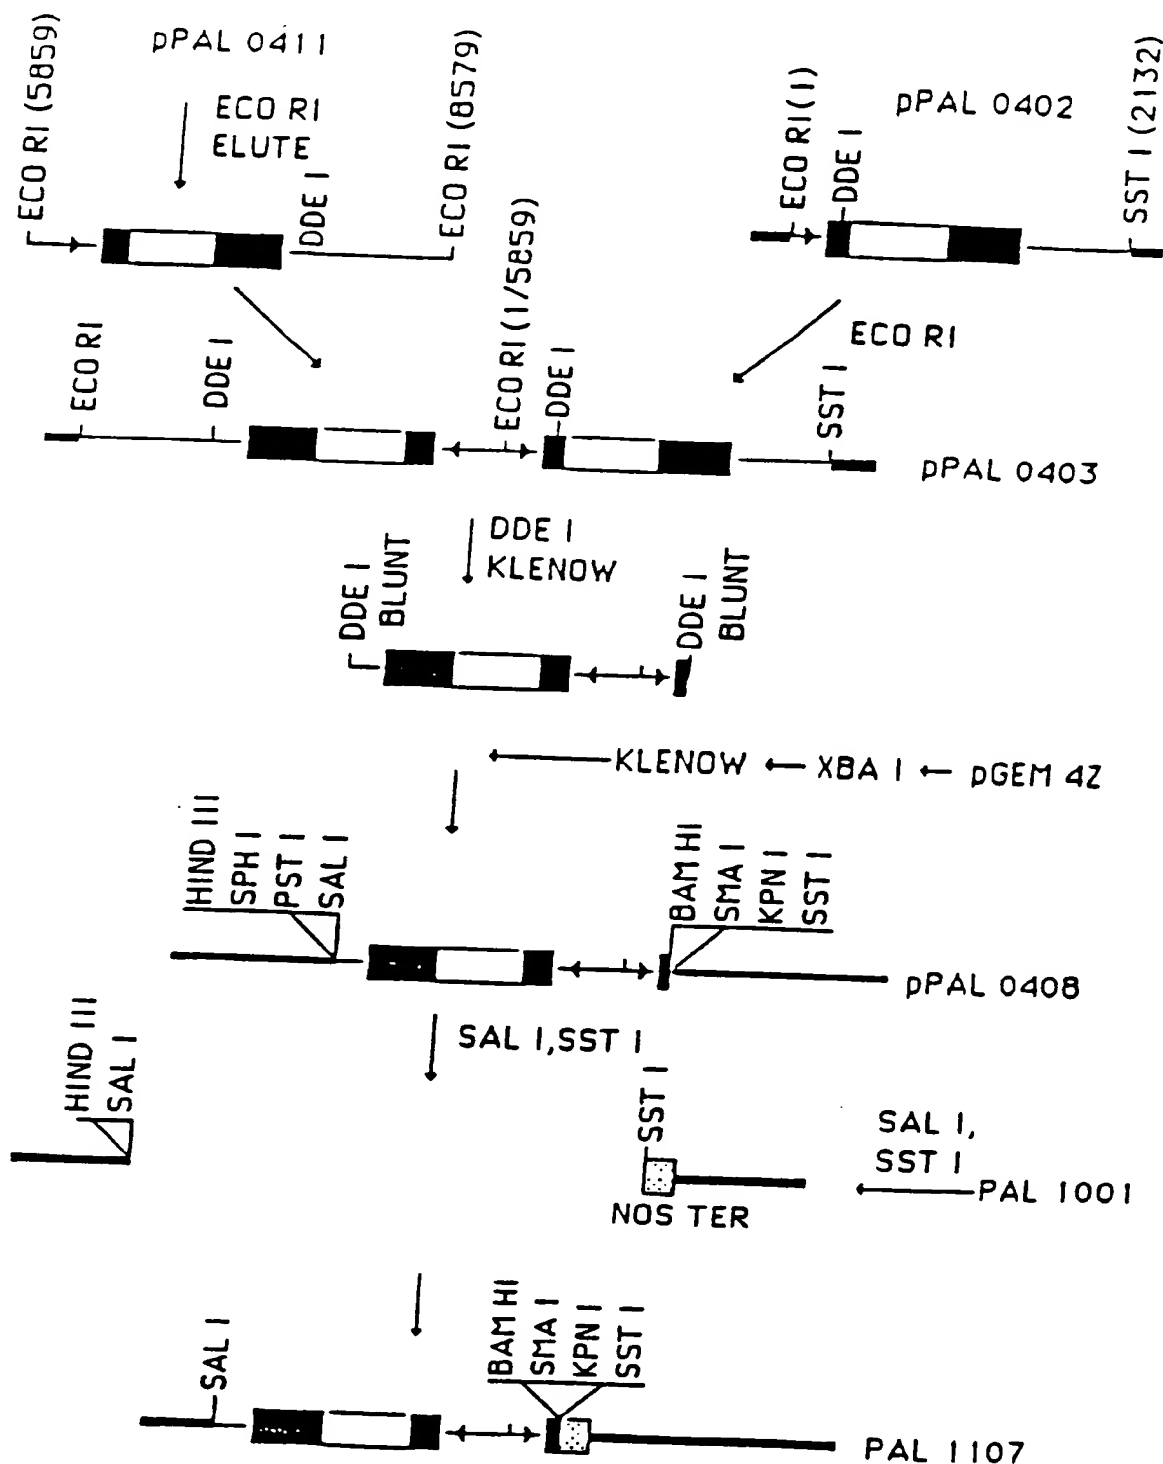 pPAL 0411
ECO RI (5859)
ECO RI
ELUTE
DDE I
ECO RI (8579)
ECO RI (1)
DDE I
pPAL 0402
SST I (2132)
ECO RI
DDE I
ECO RI (1/5859)
DDE I
ECO RI
SST I
pPAL 0403
DDE I
KLENOW
DDE I
BLUNT
DDE I
BLUNT
KLENOW
XBA I
pGEM 4Z
HIND III
SPH I
PST I
SAL I
BAM HI
SMA I
KPN I
SST I
pPAL 0408
SAL I,SST I
HIND III
SAL I
SST I
NOS TER
SAL I,
SST I
PAL 1001
SAL I
BAM HI
SMA I
KPN I
SST I
PAL 1107